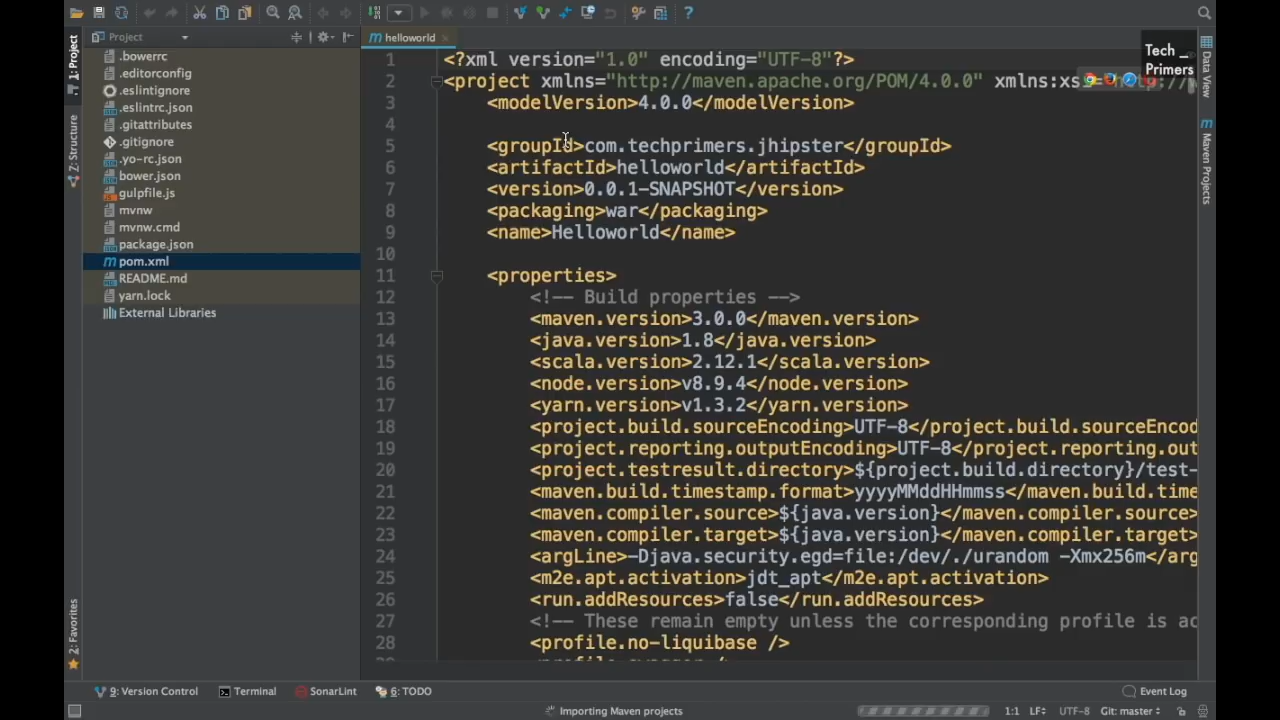 Project
helloworld
Tech _
Primers
1: Project
Z: Structure
2: Favorites
Data View
Maven Projects
.bowerrc
.editorconfig
.eslintignore
.eslintrc.json
.gitattributes
.gitignore
.yo-rc.json
bower.json
gulpfile.js
mvnw
mvnw.cmd
package.json
pom.xml
README.md
yarn.lock
External Libraries
1 <?xml version="1.0" encoding="UTF-8"?>
2 <project xmlns="http://maven.apache.org/POM/4.0.0" xmlns:xsi="http://
3 <modelVersion>4.0.0</modelVersion>
4
5 <groupId>com.techprimers.jhipster</groupId>
6 <artifactId>helloworld</artifactId>
7 <version>0.0.1-SNAPSHOT</version>
8 <packaging>war</packaging>
9 <name>Helloworld</name>
10
11 <properties>
12 <!-- Build properties -->
13 <maven.version>3.0.0</maven.version>
14 <java.version>1.8</java.version>
15 <scala.version>2.12.1</scala.version>
16 <node.version>v8.9.4</node.version>
17 <yarn.version>v1.3.2</yarn.version>
18 <project.build.sourceEncoding>UTF-8</project.build.sourceEncod
19 <project.reporting.outputEncoding>UTF-8</project.reporting.out
20 <project.testresult.directory>${project.build.directory}/test-
21 <maven.build.timestamp.format>yyyyMMddHHmmss</maven.build.time
22 <maven.compiler.source>${java.version}</maven.compiler.source>
23 <maven.compiler.target>${java.version}</maven.compiler.target>
24 <argLine>-Djava.security.egd=file:/dev/./urandom -Xmx256m</arg
25 <m2e.apt.activation>jdt_apt</m2e.apt.activation>
26 <run.addResources>false</run.addResources>
27 <!-- These remain empty unless the corresponding profile is ac
28 <profile.no-liquibase />
9: Version Control Terminal SonarLint 6: TODO Event Log
Importing Maven projects 1:1 LF UTF-8 Git: master